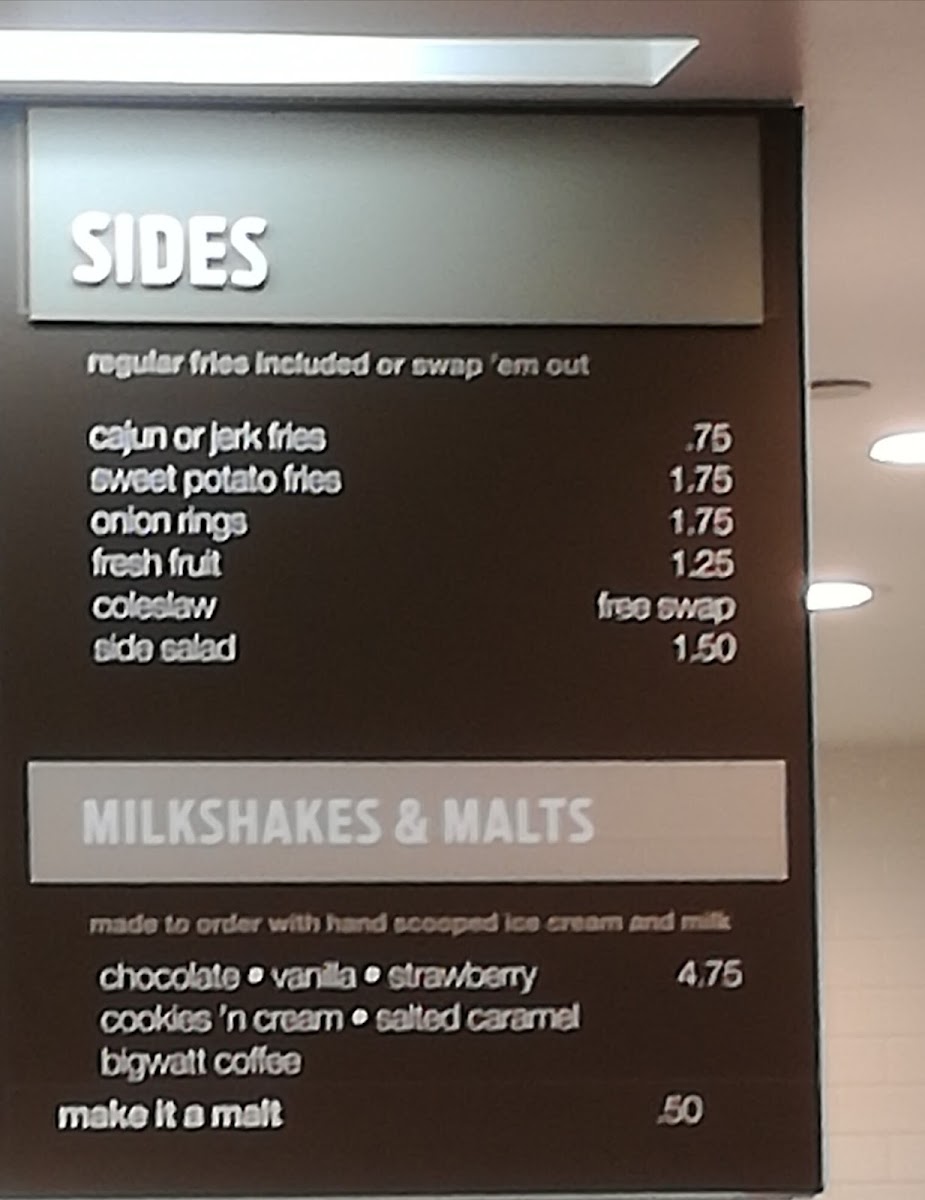 SIDES
regular fries included or swap 'em out
cajun or jerk fries .75
sweet potato fries 1.75
onion rings 1.75
fresh fruit 1.25
coleslaw free swap
side salad 1.50
MILKSHAKES & MALTS
made to order with hand scooped ice cream and milk
chocolate • vanilla • strawberry 4.75
cookies 'n cream • salted caramel
bigwatt coffee
make it a malt .50